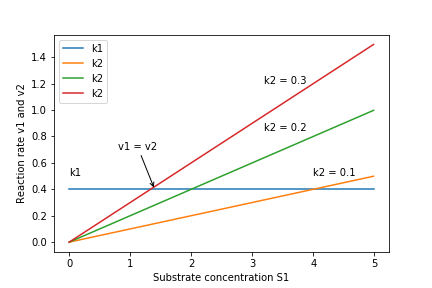 k1
k2
k2
k2
k2 = 0.3
k2 = 0.2
v1 = v2
k1
k2 = 0.1
Reaction rate v1 and v2
1.4
1.2
1.0
0.8
0.6
0.4
0.2
0.0
0 1 2 3 4 5
Substrate concentration S1